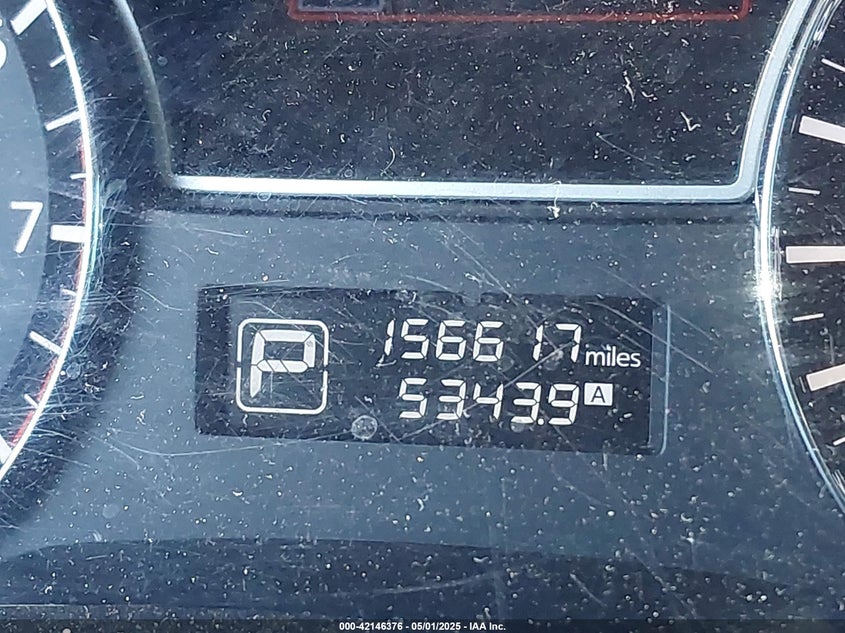 7
P
156617 miles
5343.9 A
000-42146376 - 05/01/2025 - IAA Inc.